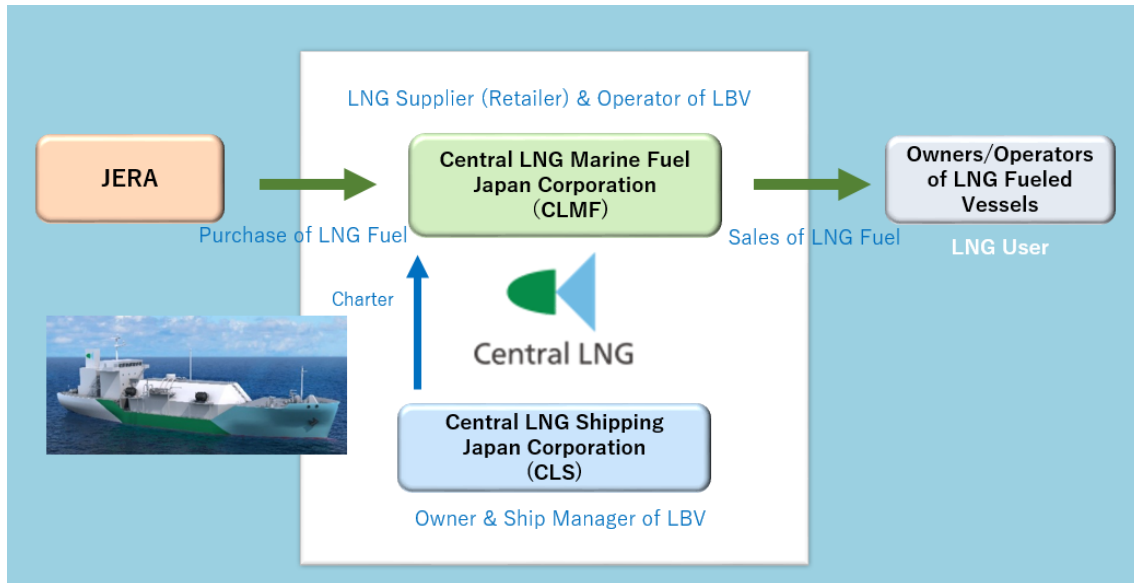 LNG Supplier (Retailer) & Operator of LBV
JERA
Central LNG Marine Fuel
Japan Corporation
(CLMF)
Owners/Operators
of LNG Fueled
Vessels
Purchase of LNG Fuel
Sales of LNG Fuel
LNG User
Charter
Central LNG
Central LNG Shipping
Japan Corporation
(CLS)
Owner & Ship Manager of LBV